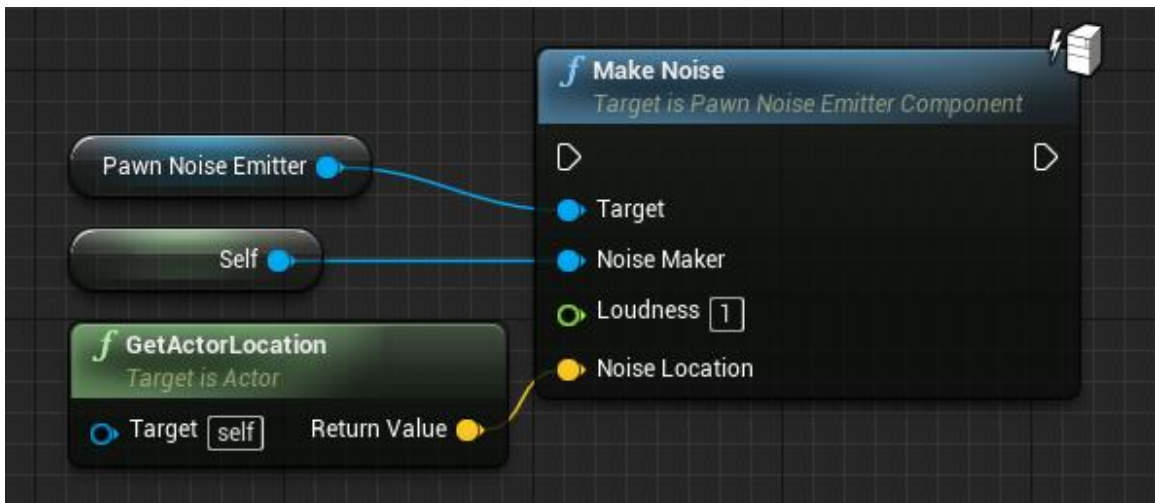 f Make Noise
Target is Pawn Noise Emitter Component
Pawn Noise Emitter
Target
Self
Noise Maker
Loudness 1
f GetActorLocation
Target is Actor
Noise Location
Target self Return Value